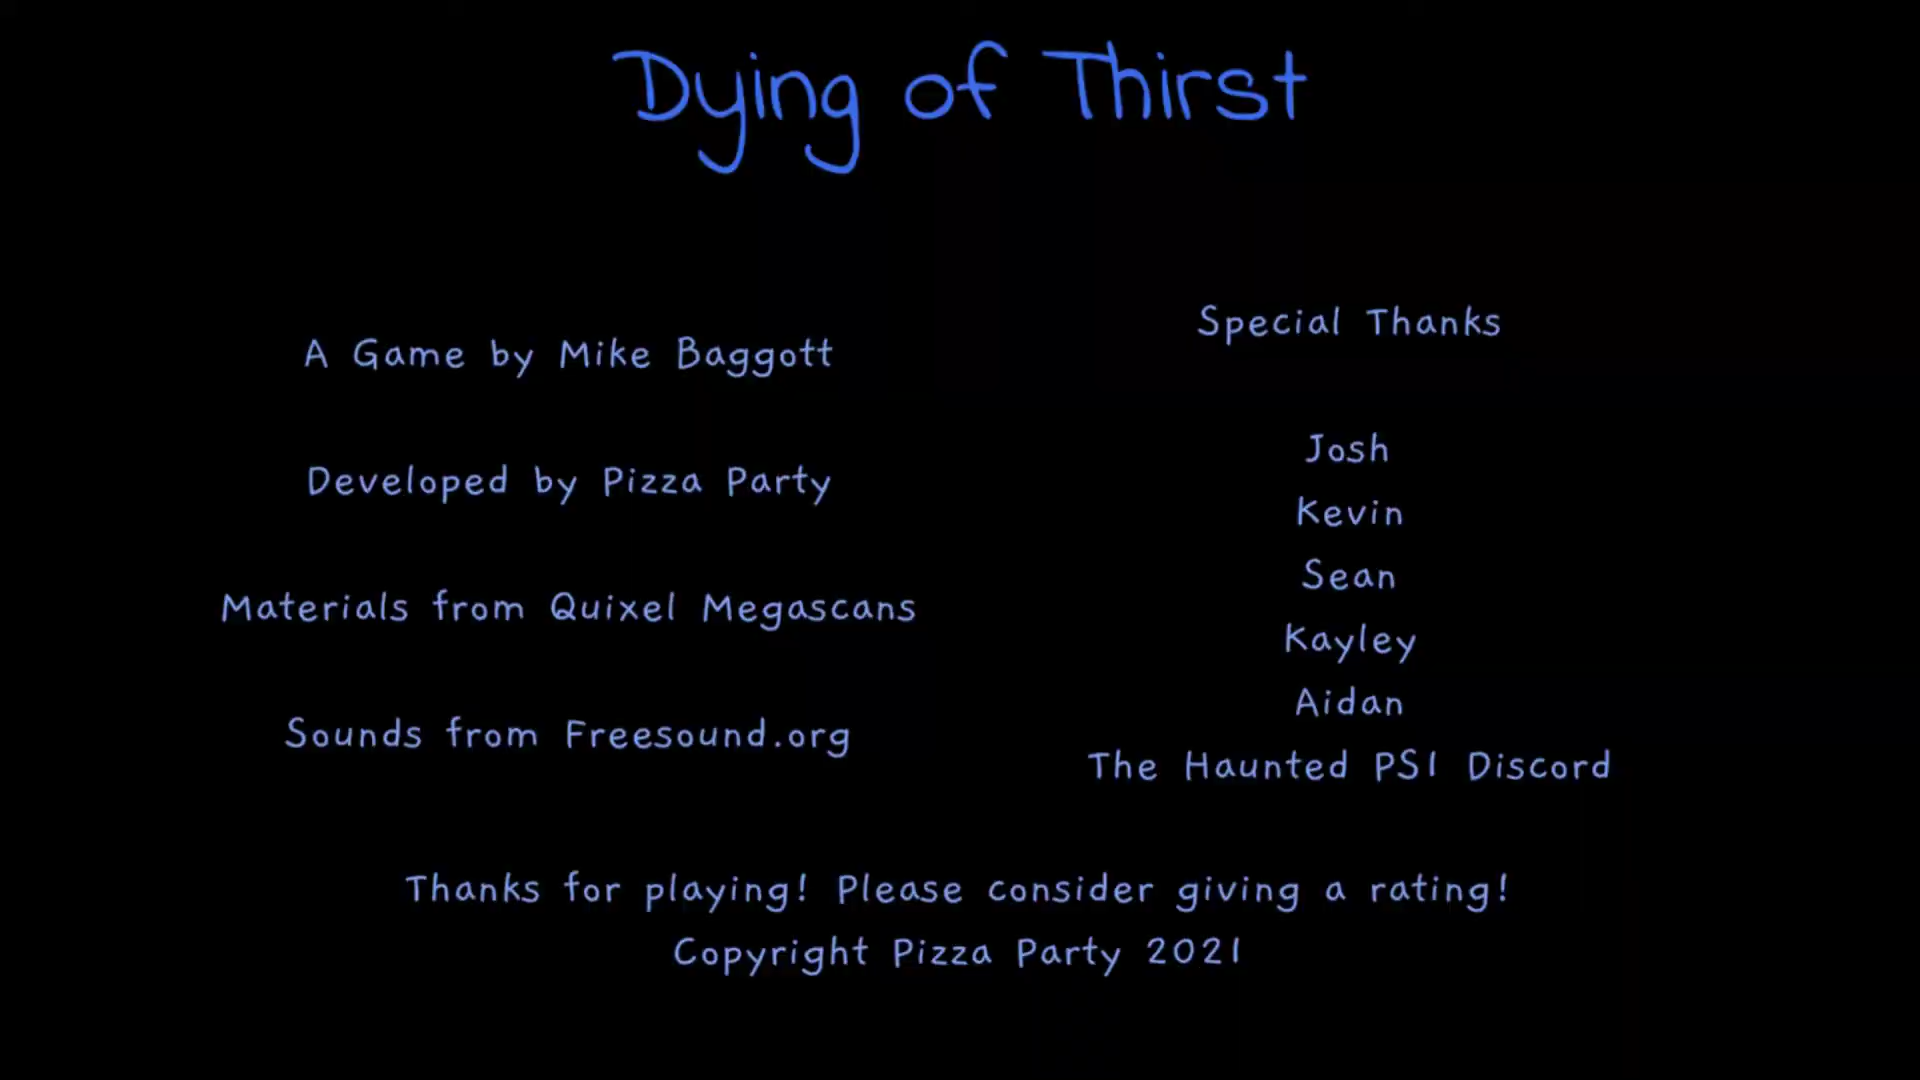 Dying of Thirst
A Game by Mike Baggott
Developed by Pizza Party
Materials from Quixel Megascans
Sounds from Freesound.org
Special Thanks
Josh
Kevin
Sean
Kayley
Aidan
The Haunted PS1 Discord
Thanks for playing! Please consider giving a rating!
Copyright Pizza Party 2021